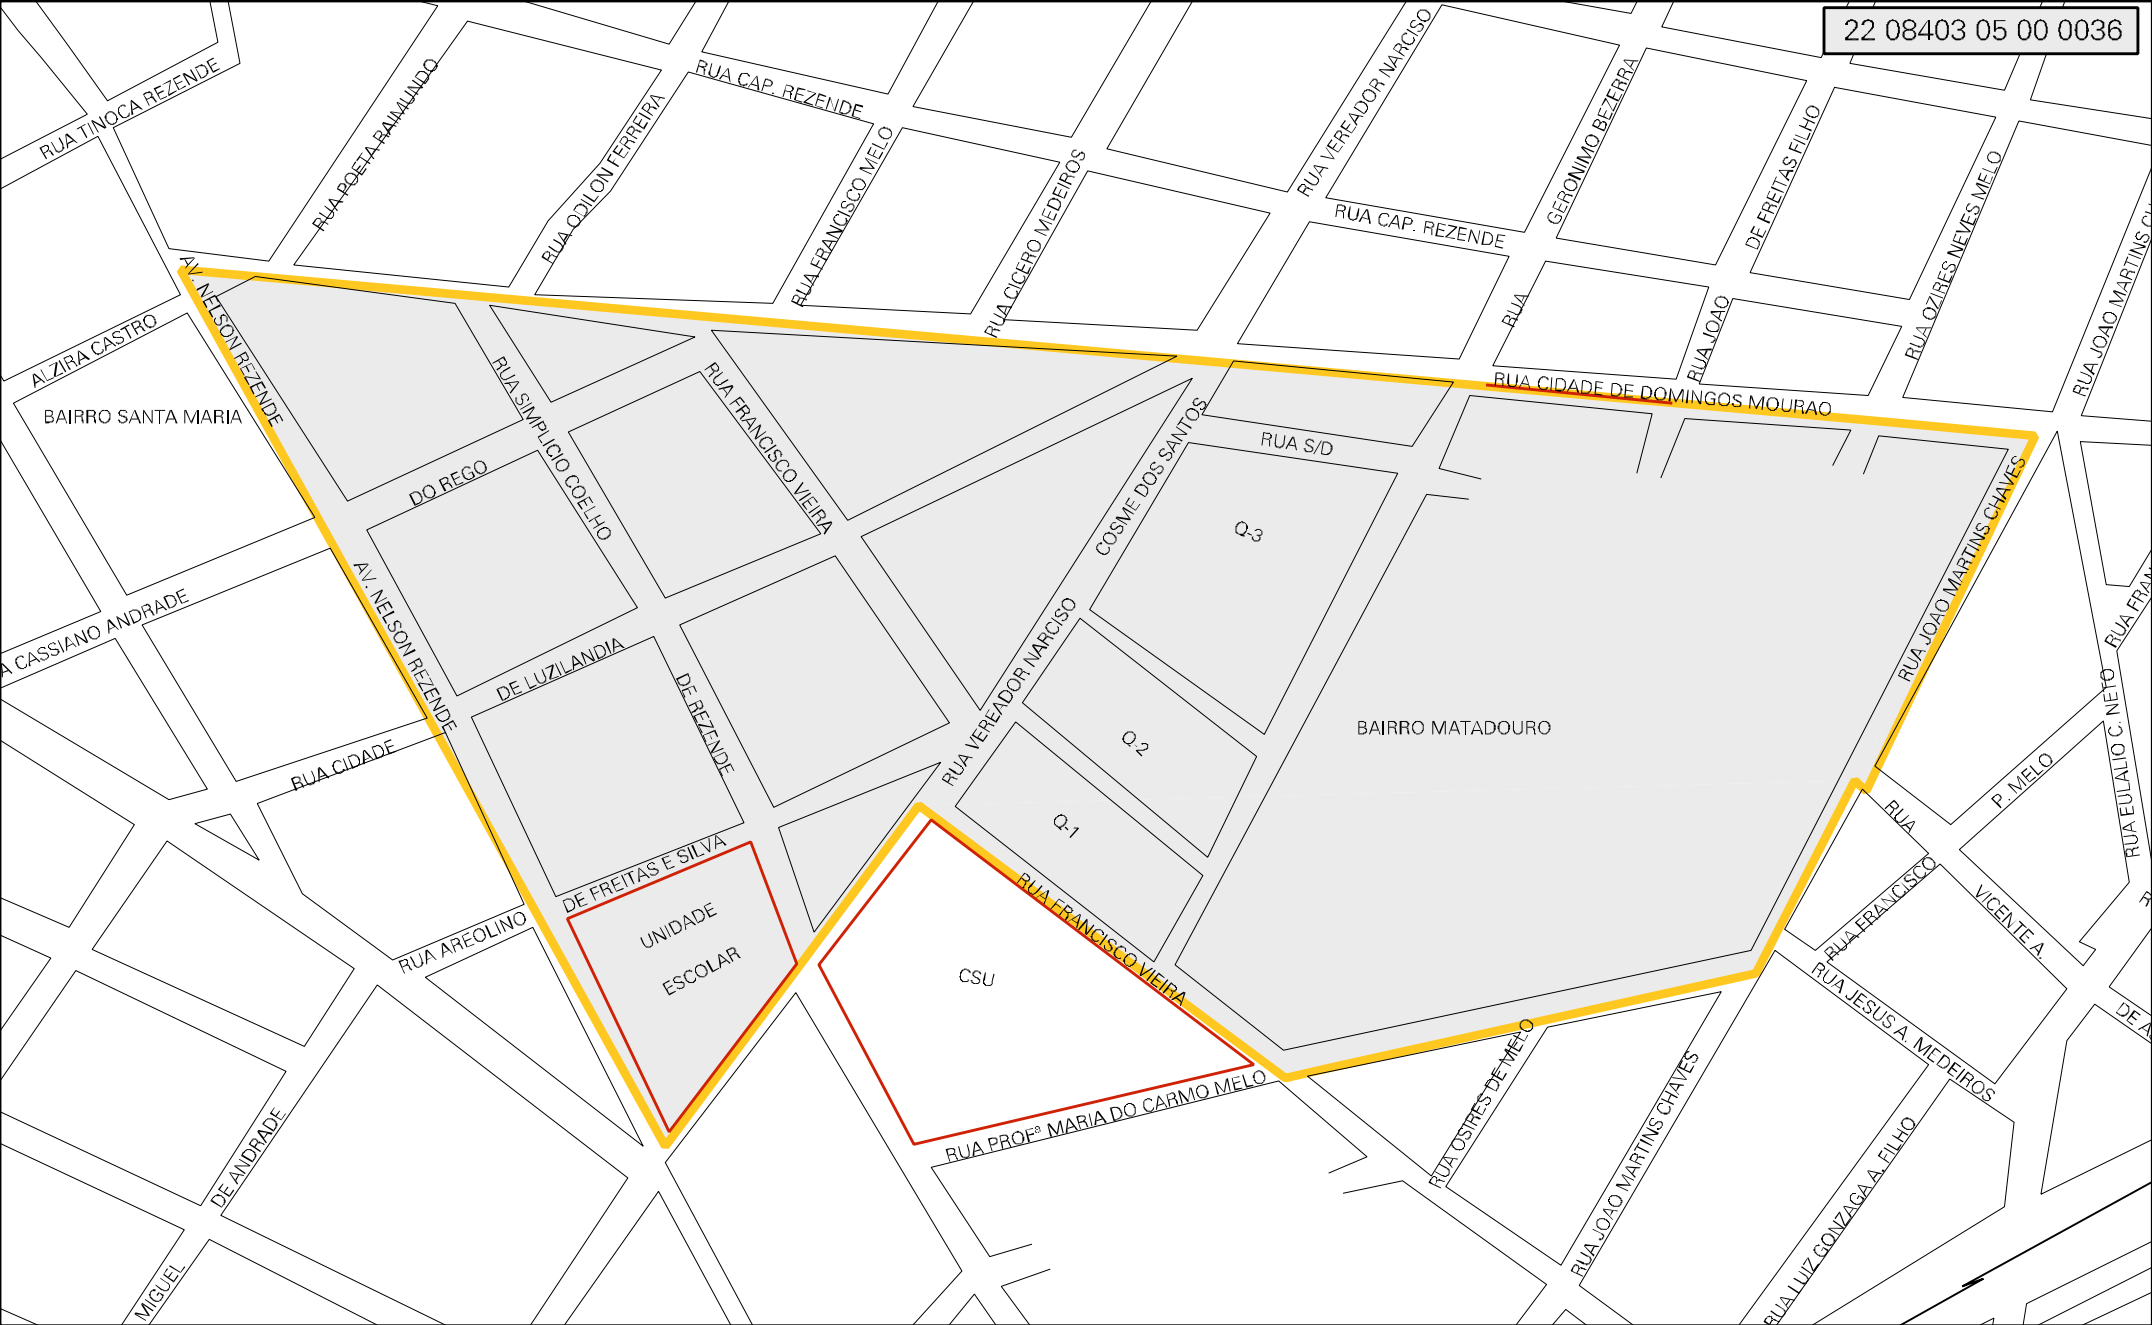 22 08403 05 00 0036
RUA TINOCA REZENDE
RUA POETA RAIMUNDO
RUA ODILON FERREIRA
RUA CAP. REZENDE
RUA FRANCISCO MELO
RUA CICERO MEDEIROS
RUA VEREADOR NARCISO
RUA CAP. REZENDE
GERONIMO BEZERRA
RUA
DE FREITAS FILHO
RUA JOAO
RUA OZIRES NEVES MELO
RUA JOAO MARTINS
ALZIRA CASTRO
BAIRRO SANTA MARIA
AV. NELSON REZENDE
RUA SIMPLICIO COELHO
RUA FRANCISCO VIEIRA
DO REGO
COSME DOS SANTOS
RUA S/D
RUA CIDADE DE DOMINGOS MOURAO
Q-3
RUA JOAO MARTINS CHAVES
CASSIANO ANDRADE
AV. NELSON REZENDE
DE LUZILANDIA
DE REZENDE
RUA VEREADOR NARCISO
Q-2
BAIRRO MATADOURO
RUA CIDADE
Q-1
RUA
P. MELO
RUA EULALIO C. NETO
RUA FRAN
DE FREITAS E SILVA
UNIDADE
ESCOLAR
RUA AREOLINO
CSU
RUA FRANCISCO VIEIRA
RUA FRANCISCO
VICENTE A.
RUA JESUS A. MEDEIROS
DE A
RUA PROFª MARIA DO CARMO MELO
RUA OSIRES DE MELO
RUA JOAO MARTINS CHAVES
RUA LUIZ GONZAGA A. FILHO
DE ANDRADE
MIGUEL